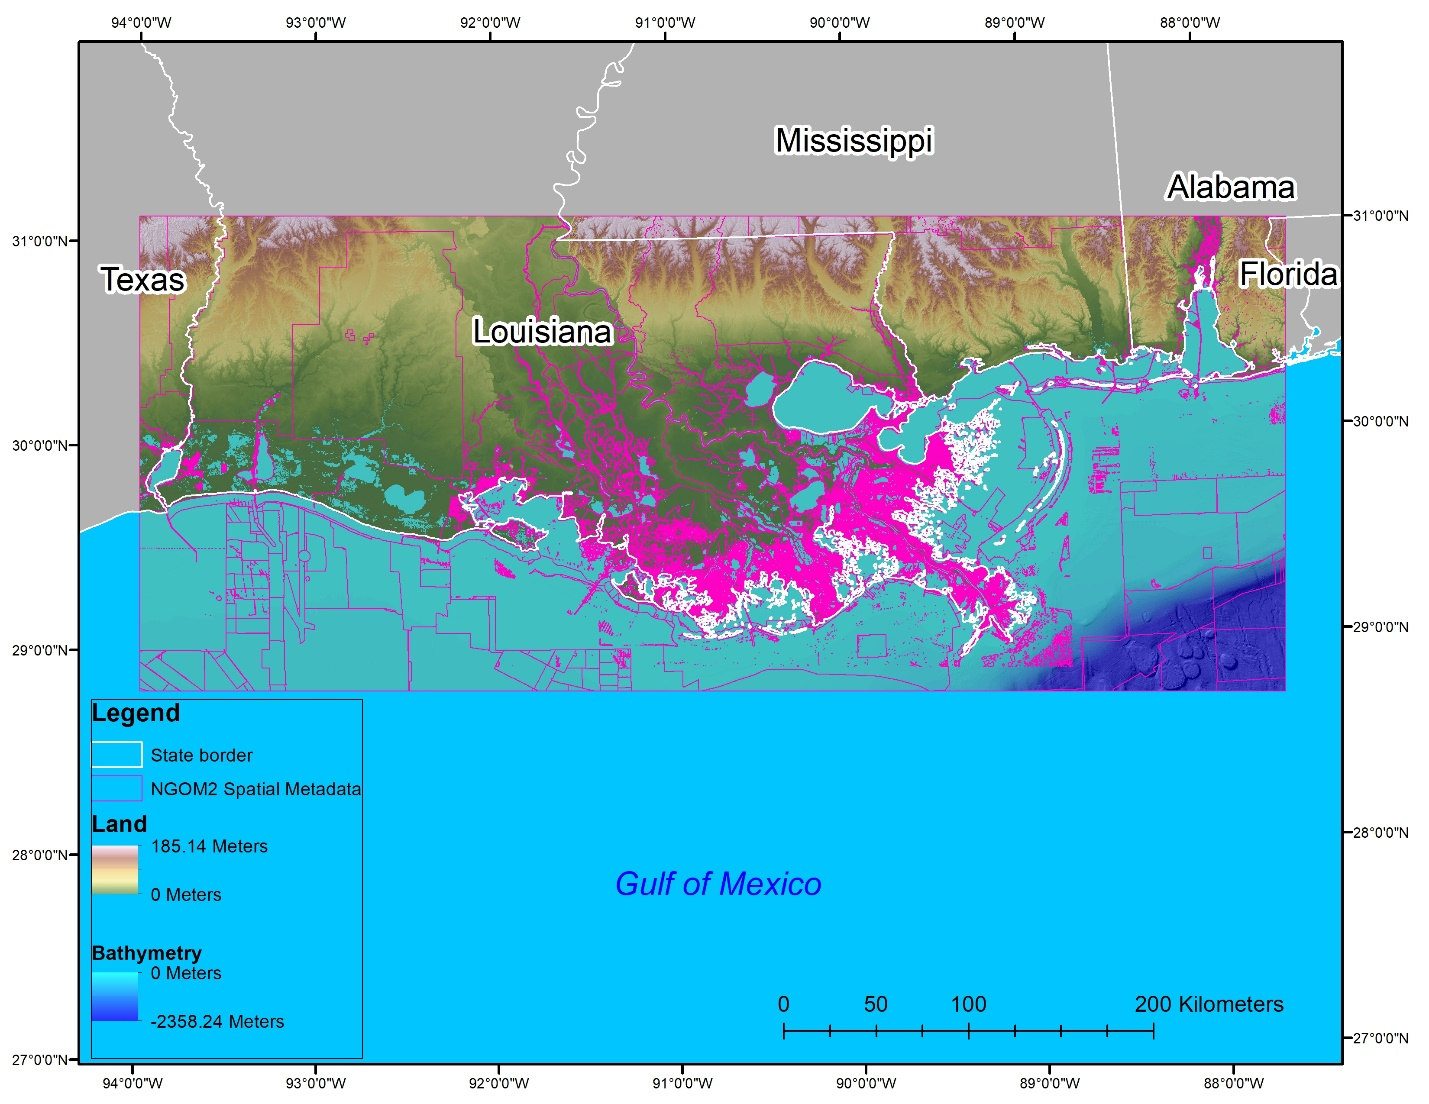 94°0'0"W 93°0'0"W 92°0'0"W 91°0'0"W 90°0'0"W 89°0'0"W 88°0'0"W
Mississippi
Alabama
31°0'0"N
31°0'0"N
Texas
Florida
Louisiana
30°0'0"N
30°0'0"N
29°0'0"N
29°0'0"N
Legend
State border
NGOM2 Spatial Metadata
Land
185.14 Meters
0 Meters
28°0'0"N
28°0'0"N
Gulf of Mexico
Bathymetry
0 Meters
-2358.24 Meters
0 50 100 200 Kilometers
27°0'0"N
27°0'0"N
94°0'0"W 93°0'0"W 92°0'0"W 91°0'0"W 90°0'0"W 89°0'0"W 88°0'0"W